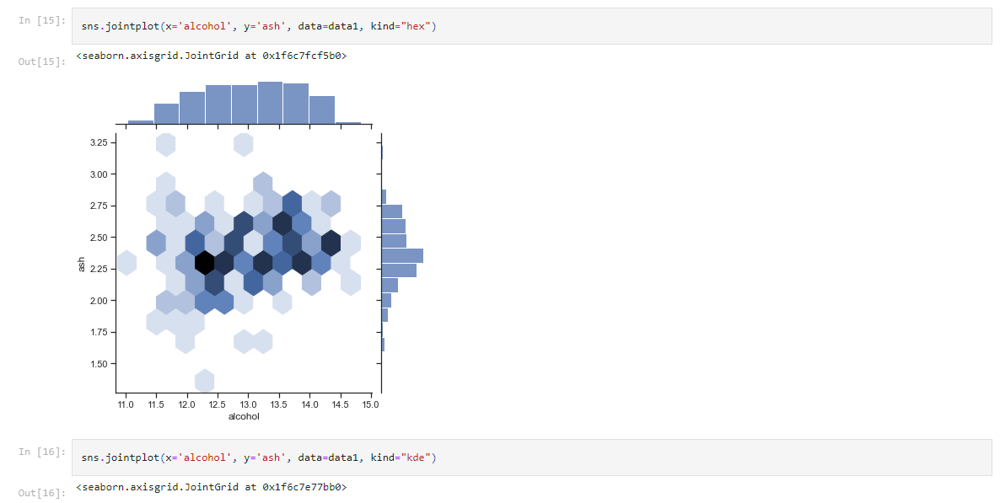 In [15]:
sns.jointplot(x='alcohol', y='ash', data=data1, kind="hex")
Out[15]:
<seaborn.axisgrid.JointGrid at 0x1f6c7fcf5b0>
3.25
3.00
2.75
2.50
2.25
2.00
1.75
1.50
ash
11.0 11.5 12.0 12.5 13.0 13.5 14.0 14.5 15.0
alcohol
In [16]:
sns.jointplot(x='alcohol', y='ash', data=data1, kind="kde")
Out[16]:
<seaborn.axisgrid.JointGrid at 0x1f6c7e77bb0>